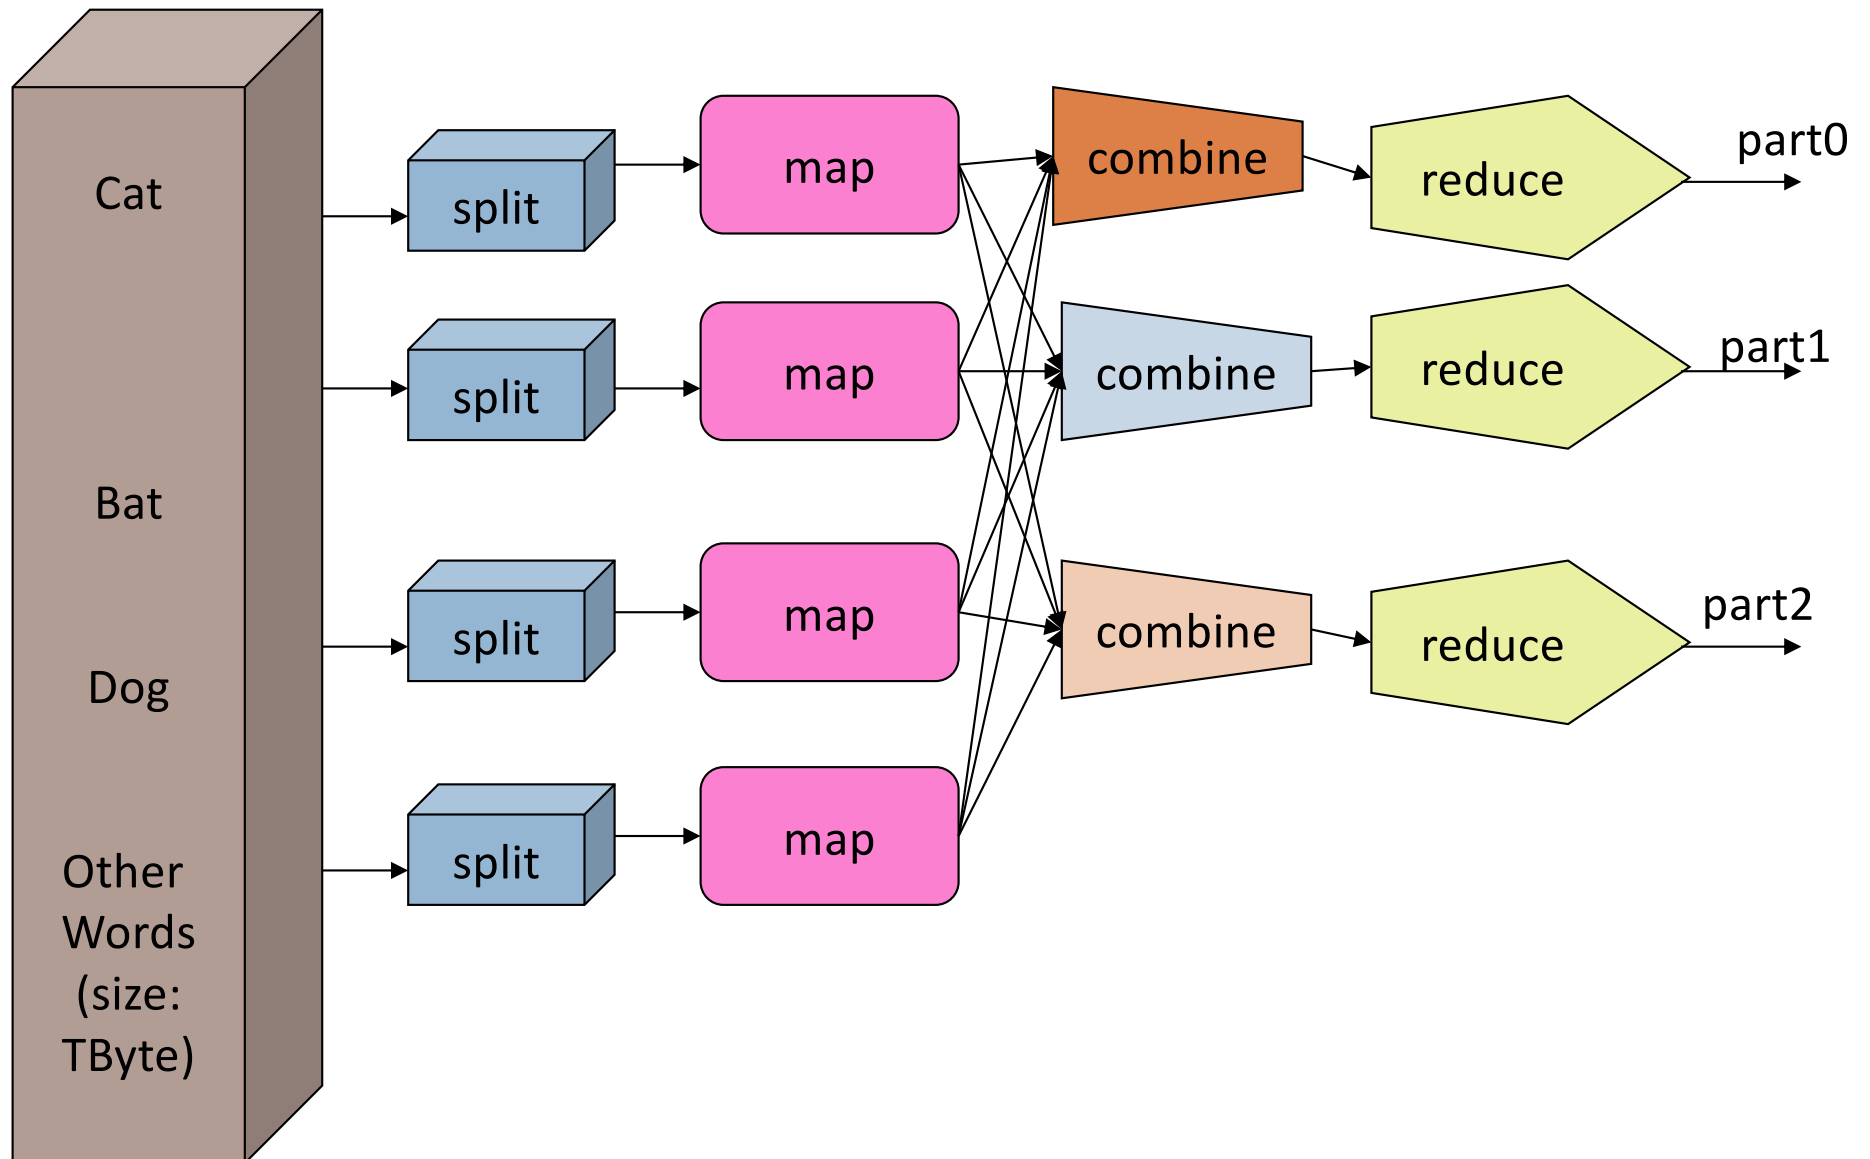 Cat
Bat
Dog
Other
Words
(size:
TByte)
split
split
split
split
map
map
map
map
combine
combine
combine
reduce
reduce
reduce
part0
part1
part2